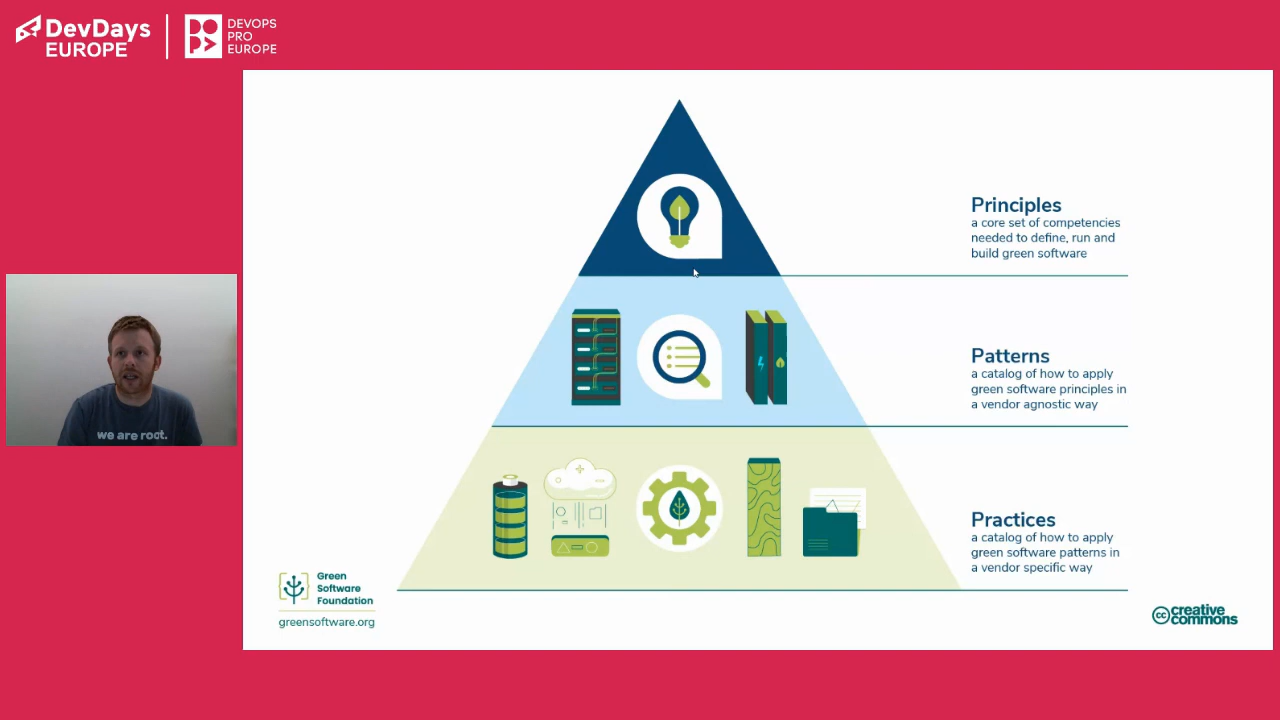 DevDays
EUROPE
DEVOPS
PRO
EUROPE
Principles
a core set of competencies
needed to define, run and
build green software
Patterns
a catalog of how to apply
green software principles in
a vendor agnostic way
we are root.
Practices
a catalog of how to apply
green software patterns in
a vendor specific way
Green
Software
Foundation
greensoftware.org
cc creative
commons